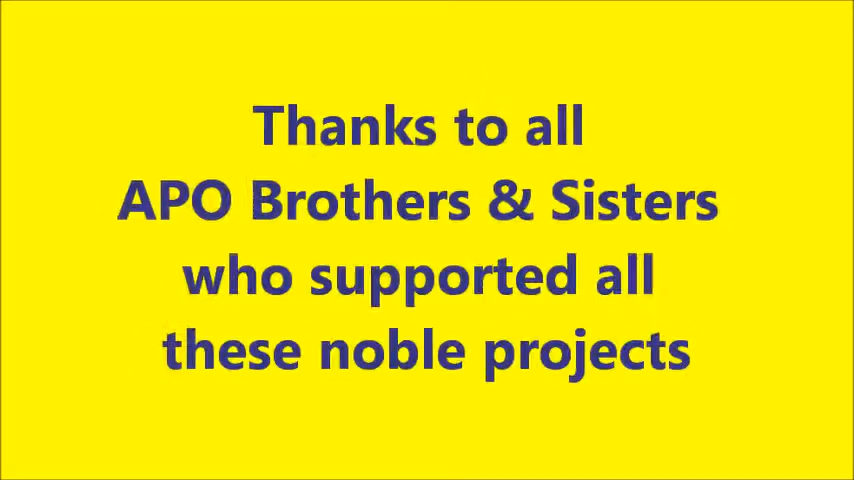 Thanks to all
APO Brothers & Sisters
who supported all
these noble projects